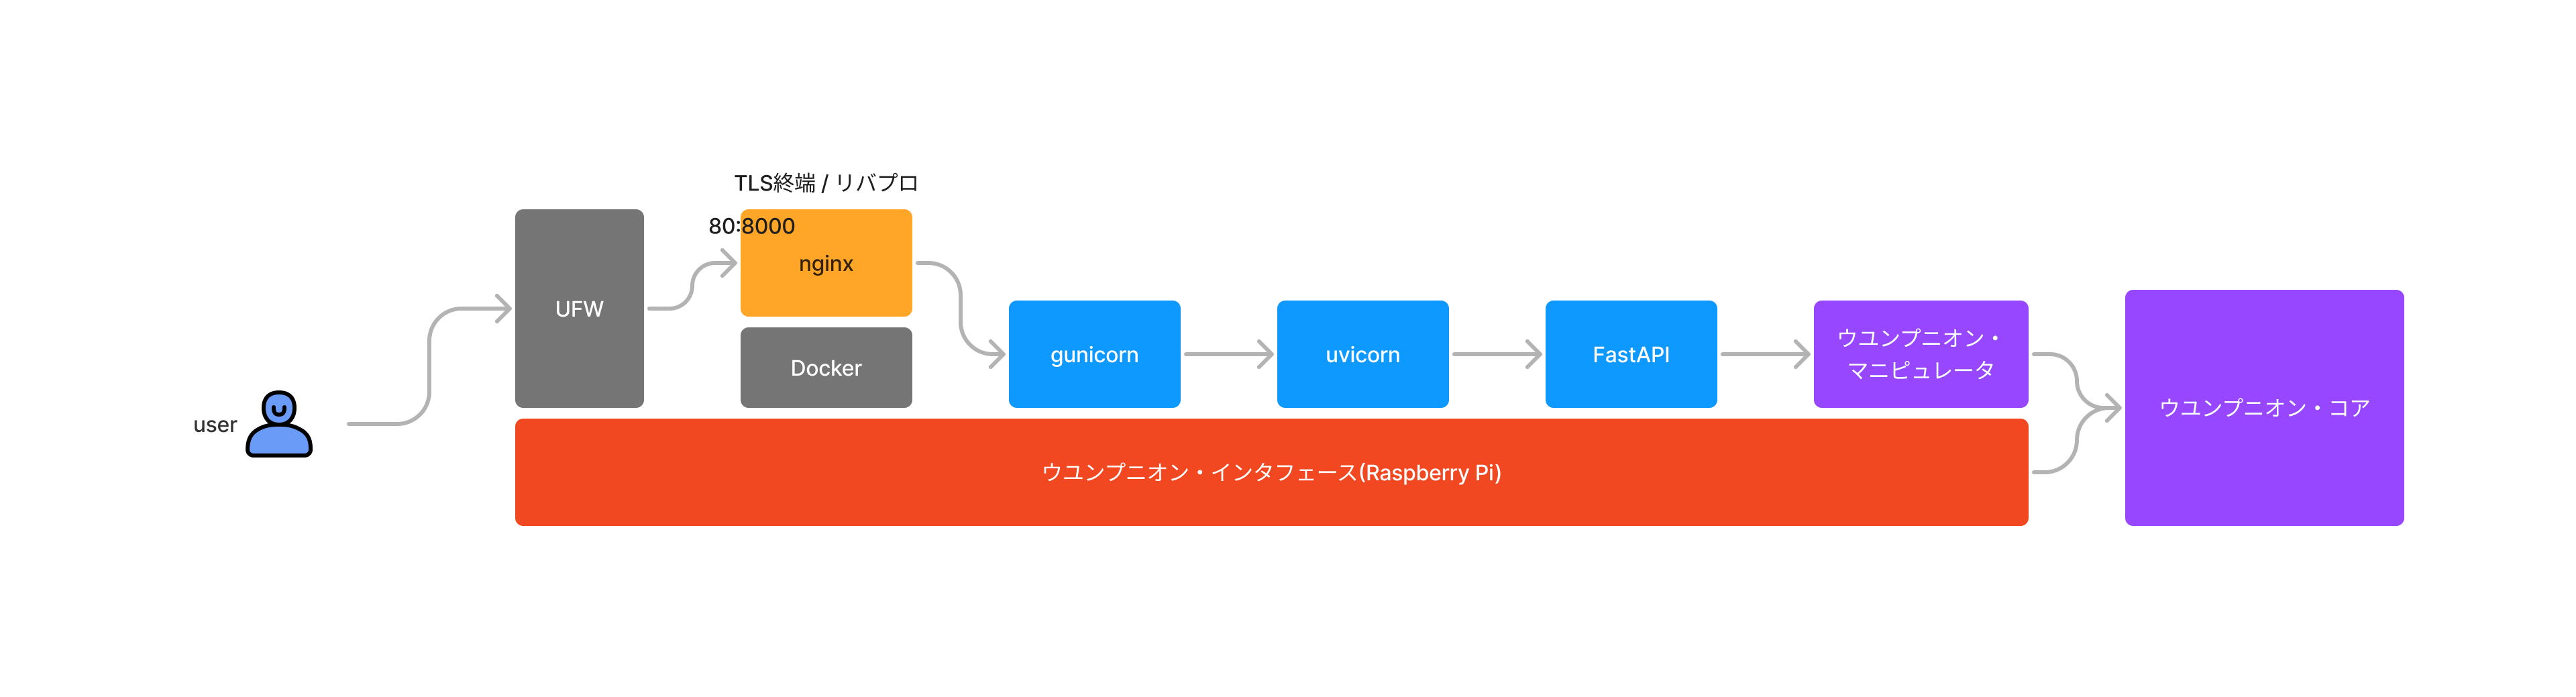 user
UFW
TLS終端 / リバプロ
80:8000
nginx
Docker
gunicorn
uvicorn
FastAPI
ウユンプニオン・
マニピュレータ
ウユンプニオン・コア
ウユンプニオン・インタフェース(Raspberry Pi)